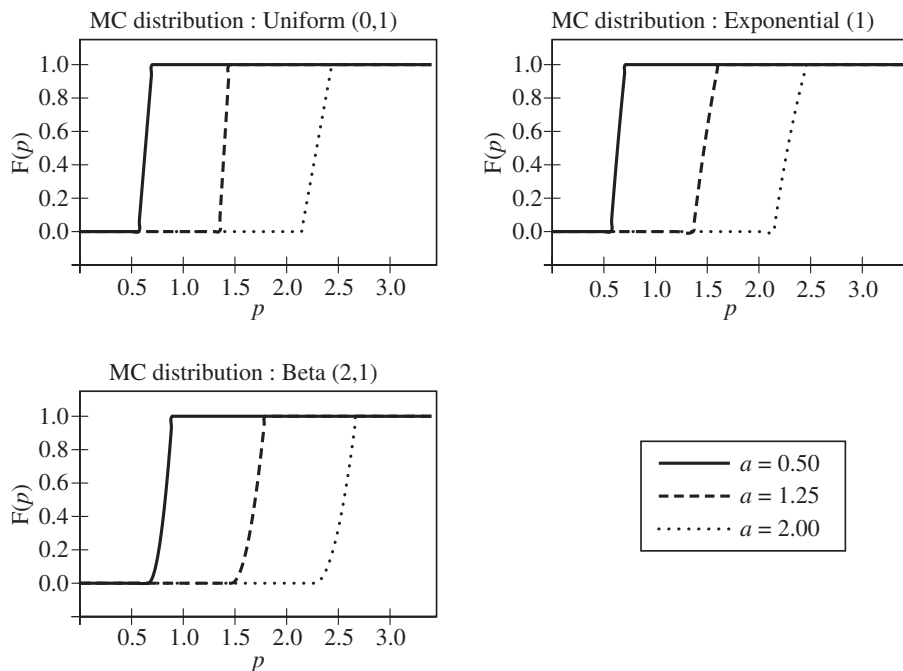 MC distribution : Uniform (0,1)
F(p)
1.0
0.8
0.6
0.4
0.2
0.0
0.5 1.0 1.5 2.0 2.5 3.0
p
MC distribution : Exponential (1)
F(p)
1.0
0.8
0.6
0.4
0.2
0.0
0.5 1.0 1.5 2.0 2.5 3.0
p
MC distribution : Beta (2,1)
F(p)
1.0
0.8
0.6
0.4
0.2
0.0
0.5 1.0 1.5 2.0 2.5 3.0
p
a = 0.50
a = 1.25
a = 2.00